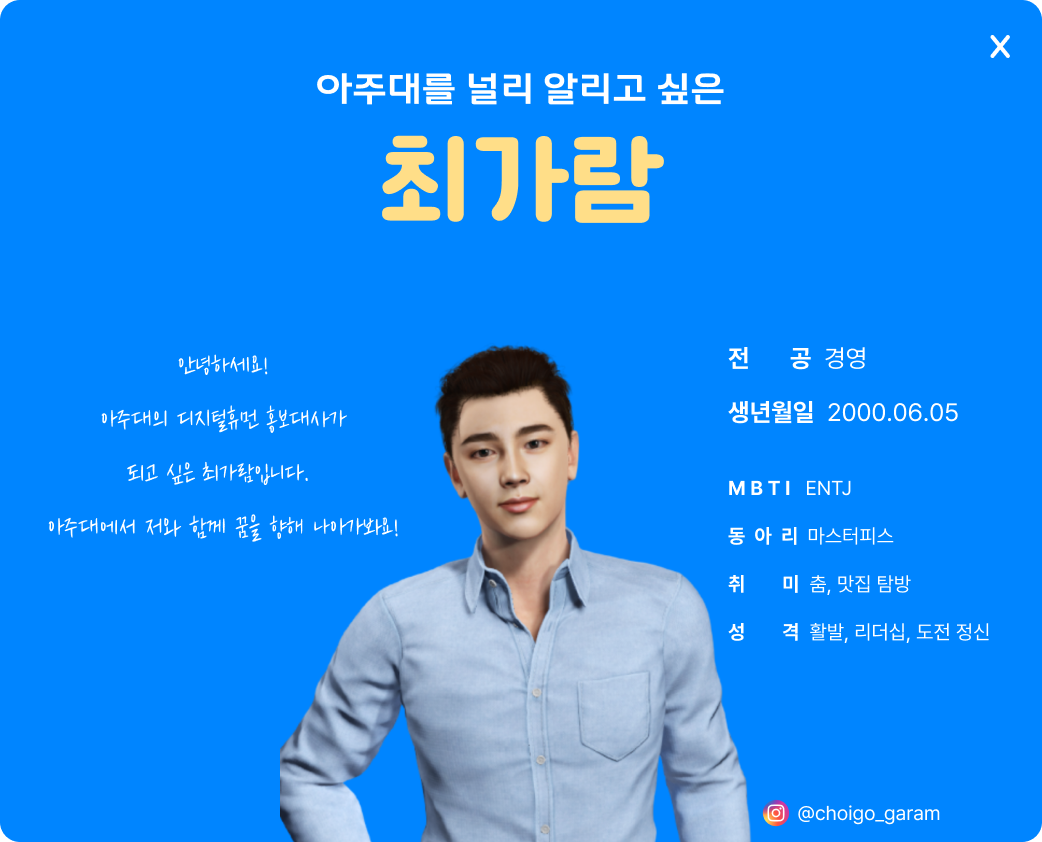 X
아주대를 널리 알리고 싶은
최가람
안녕하세요!
아주대의 디지털휴먼 홍보대사가
되고 싶은 최가람입니다.
아주대에서 저와 함께 꿈을 향해 나아가봐요!
전 공 경영
생년월일 2000.06.05
MBTI ENTJ
동아리 마스터피스
취 미 춤, 맛집 탐방
성 격 활발, 리더십, 도전 정신
@choigo_garam